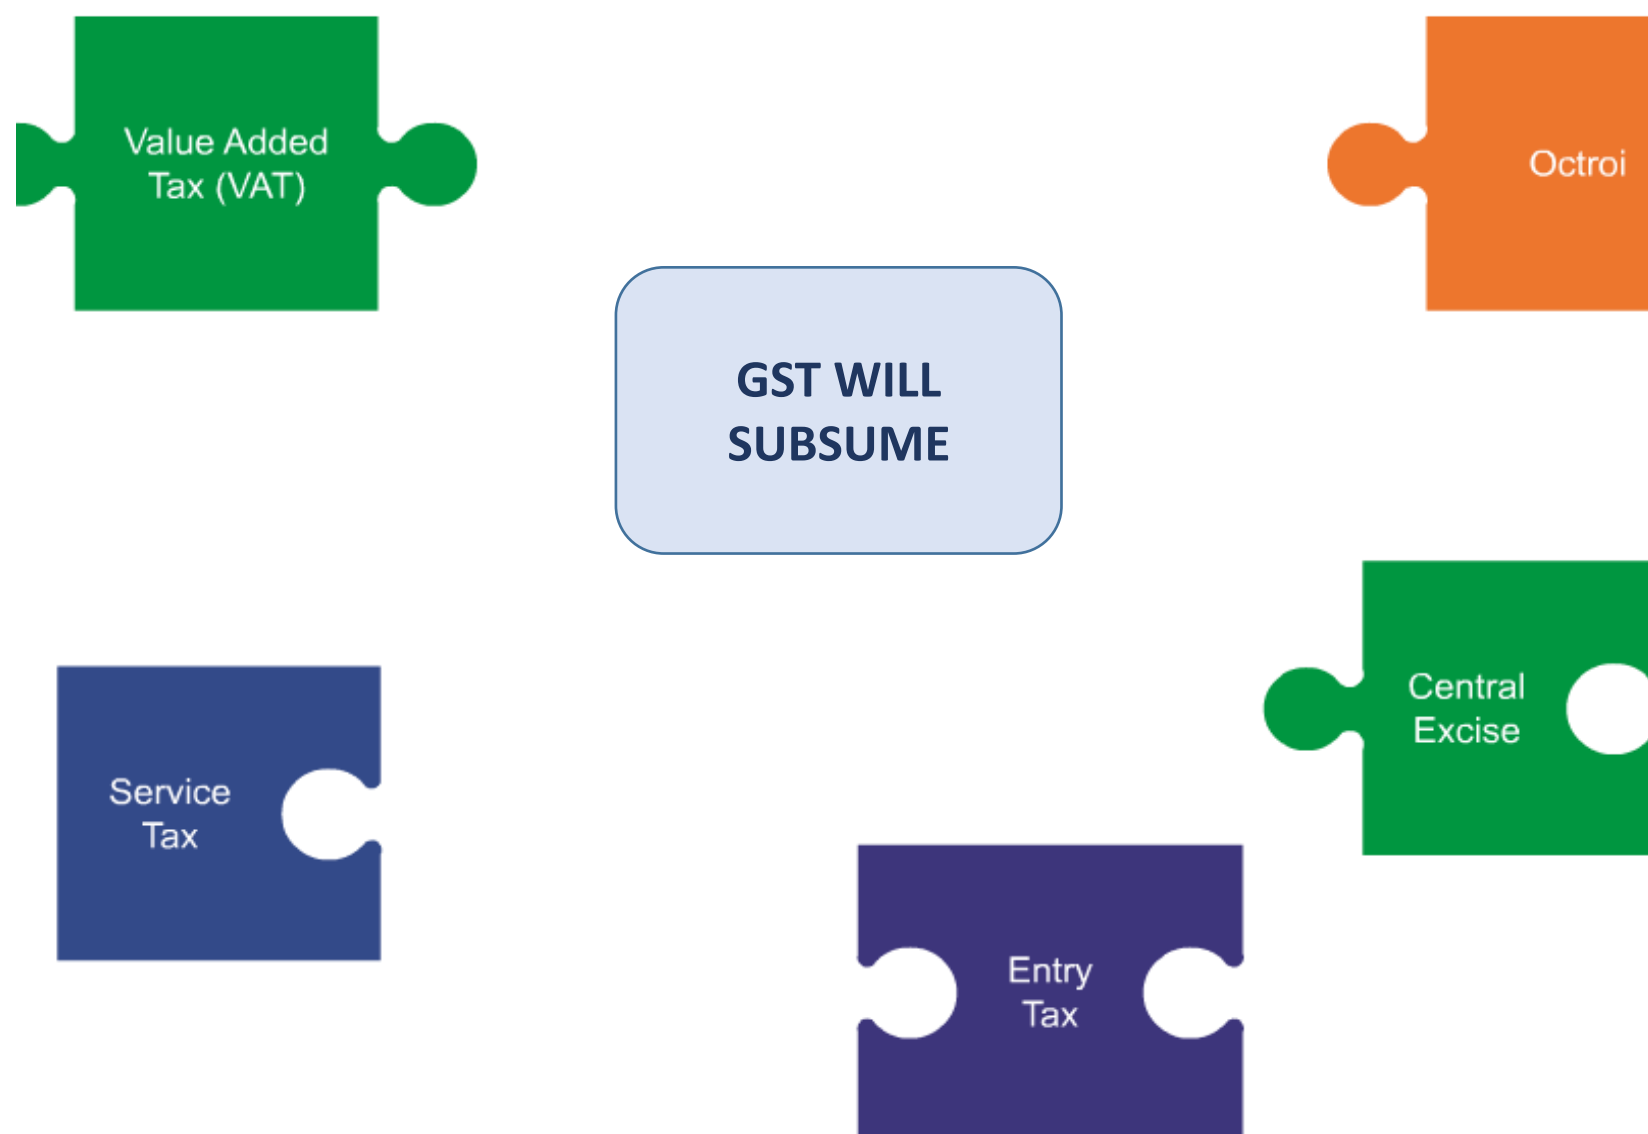 Value Added
Tax (VAT)
Octroi
GST WILL
SUBSUME
Central
Excise
Service
Tax
Entry
Tax